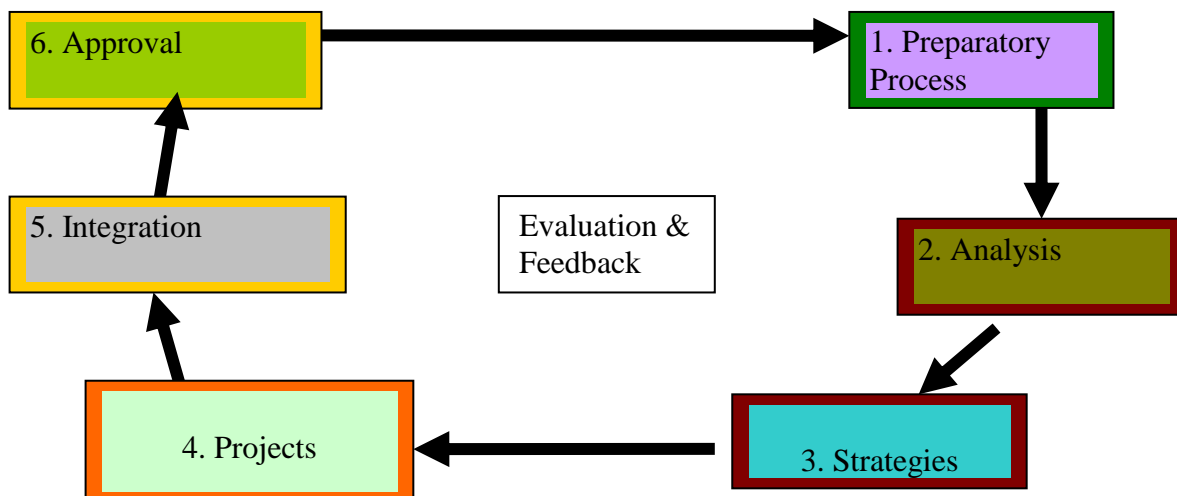 6. Approval
1. Preparatory
Process
5. Integration
Evaluation &
Feedback
2. Analysis
4. Projects
3. Strategies